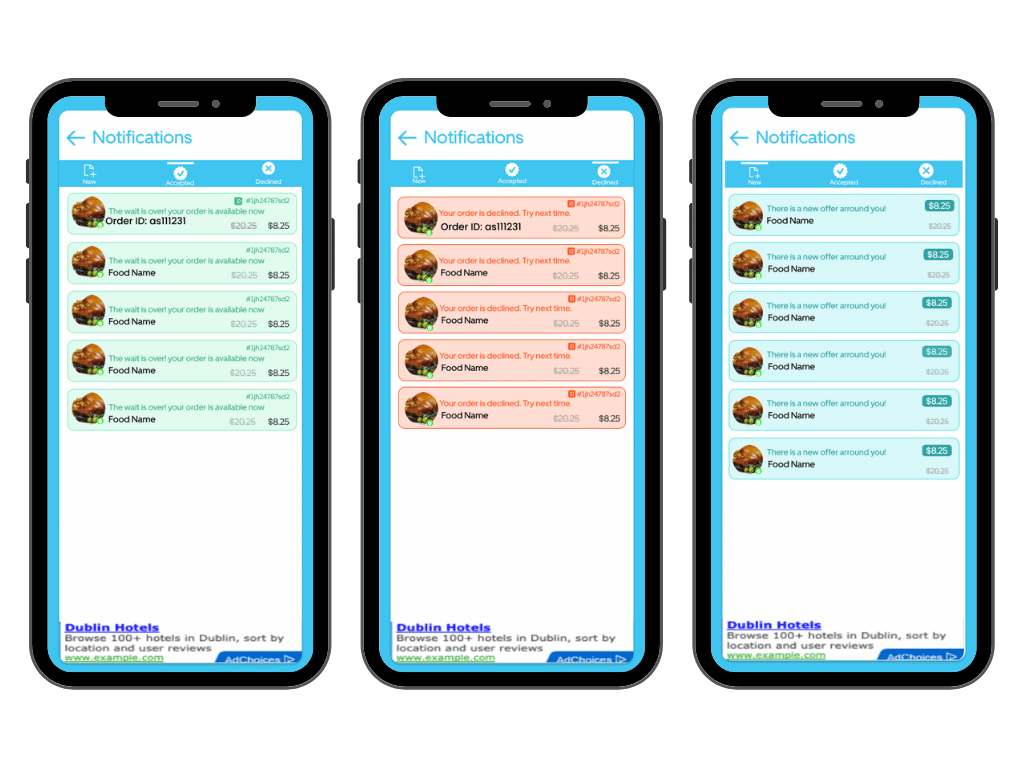 Notifications
New
Accepted
Declined
#1jh24787sd2
The wait is over! your order is available now
Order ID: as111231
$20.25 $8.25
#1jh24787sd2
The wait is over! your order is available now
Food Name
$20.25 $8.25
#1jh24787sd2
The wait is over! your order is available now
Food Name
$20.25 $8.25
#1jh24787sd2
The wait is over! your order is available now
Food Name
$20.25 $8.25
#1jh24787sd2
The wait is over! your order is available now
Food Name
$20.25 $8.25
Dublin Hotels
Browse 100+ hotels in Dublin, sort by
location and user reviews
www.example.com
AdChoices
Notifications
New
Accepted
Declined
#1jh24787sd2
Your order is declined. Try next time.
Order ID: as111231
$20.25 $8.25
#1jh24787sd2
Your order is declined. Try next time.
Food Name
$20.25 $8.25
#1jh24787sd2
Your order is declined. Try next time.
Food Name
$20.25 $8.25
#1jh24787sd2
Your order is declined. Try next time.
Food Name
$20.25 $8.25
#1jh24787sd2
Your order is declined. Try next time.
Food Name
$20.25 $8.25
Dublin Hotels
Browse 100+ hotels in Dublin, sort by
location and user reviews
www.example.com
AdChoices
Notifications
New
Accepted
Declined
There is a new offer arround you!
$8.25
Food Name
$20.25
There is a new offer arround you!
$8.25
Food Name
$20.25
There is a new offer arround you!
$8.25
Food Name
$20.25
There is a new offer arround you!
$8.25
Food Name
$20.25
There is a new offer arround you!
$8.25
Food Name
$20.25
There is a new offer arround you!
$8.25
Food Name
$20.25
Dublin Hotels
Browse 100+ hotels in Dublin, sort by
location and user reviews
www.example.com
AdChoices